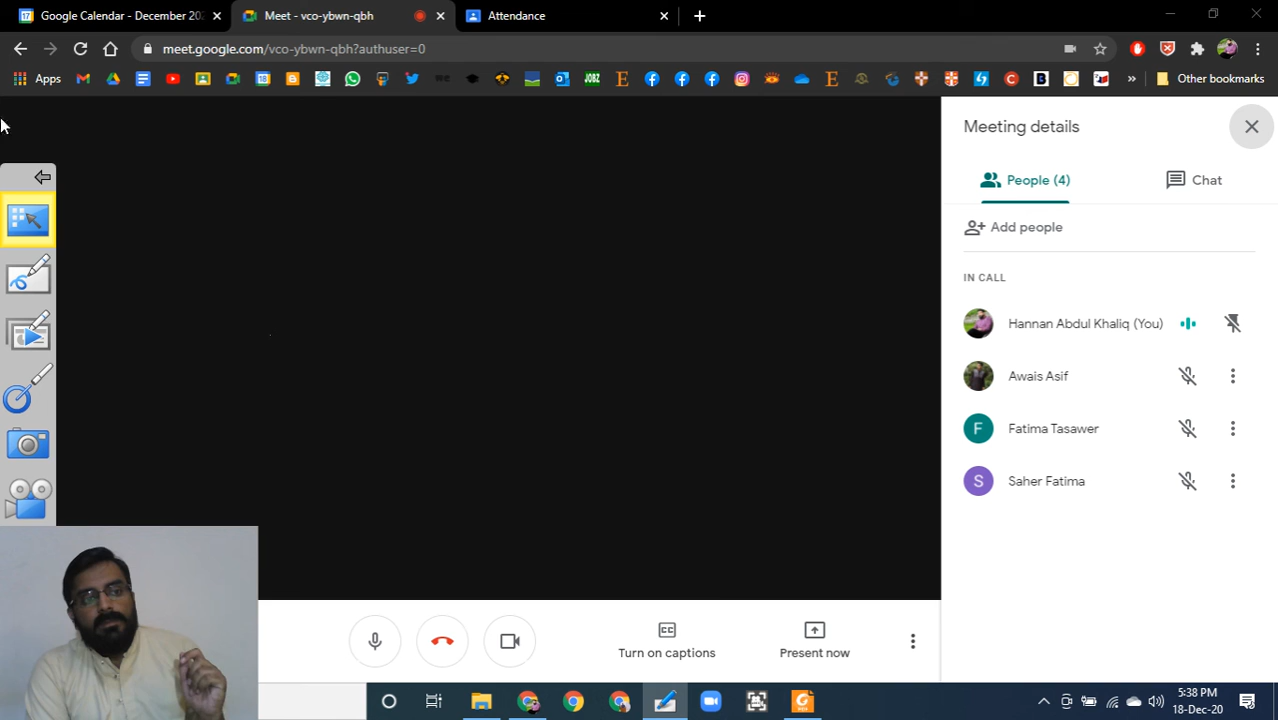 Google Calendar - December 202
Meet - vco-ybwn-qbh
Attendance
meet.google.com/vco-ybwn-qbh?authuser=0
Apps
JOBZ
Other bookmarks
Meeting details
People (4)
Chat
Add people
IN CALL
Hannan Abdul Khaliq (You)
Awais Asif
F Fatima Tasawer
S Saher Fatima
Turn on captions
Present now
5:38 PM
18-Dec-20